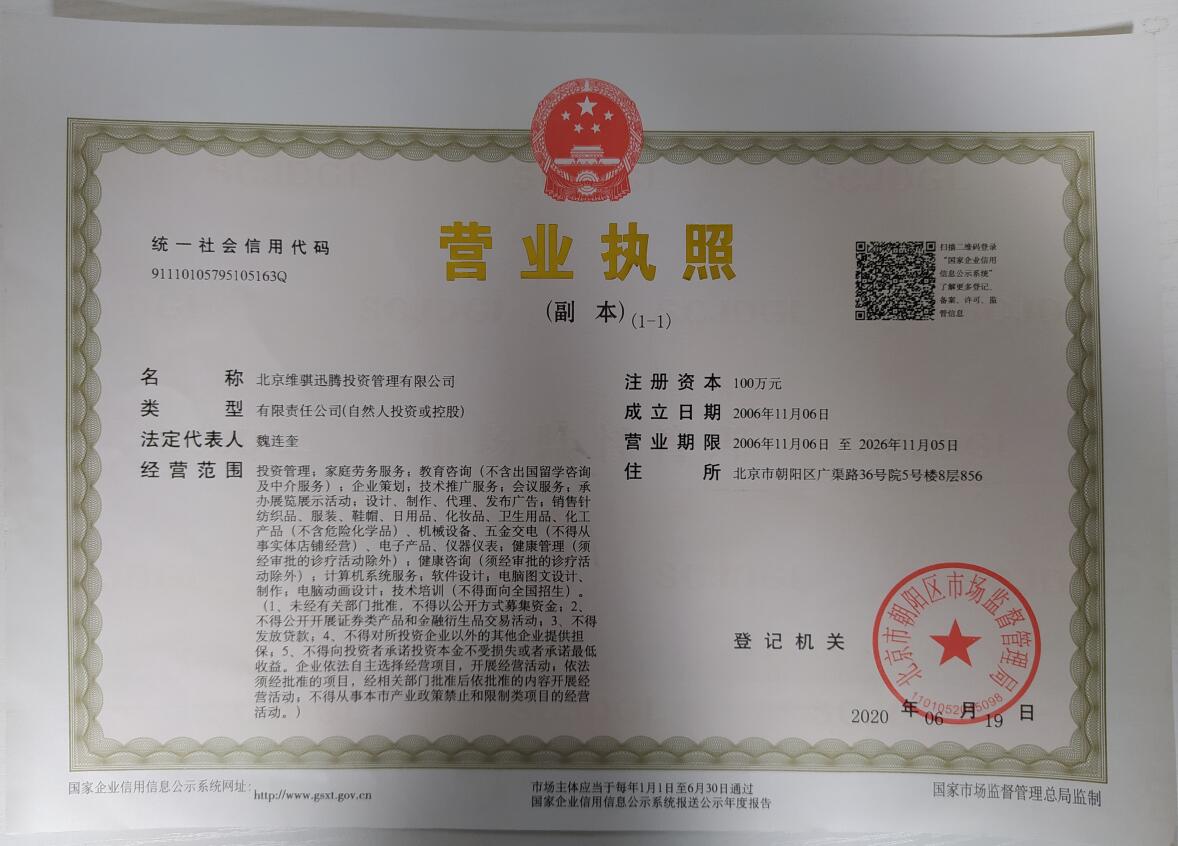 营业执照
(副 本)(1-1)
统一社会信用代码
91110105795105163Q
扫描二维码登录
“国家企业信用
信息公示系统”
了解更多登记、
备案、许可、监
管信息
名 称 北京维骐迅腾投资管理有限公司
类 型 有限责任公司(自然人投资或控股)
法定代表人 魏连奎
经营范围 投资管理；家庭劳务服务；教育咨询（不含出国留学咨询
及中介服务）；企业策划；技术推广服务；会议服务；承
办展览展示活动；设计、制作、代理、发布广告；销售针
纺织品、服装、鞋帽、日用品、化妆品、卫生用品、化工
产品（不含危险化学品）、机械设备、五金交电（不得从
事实体店铺经营）、电子产品、仪器仪表；健康管理（须
经审批的诊疗活动除外）；健康咨询（须经审批的诊疗活
动除外）；计算机系统服务；软件设计；电脑图文设计、
制作；电脑动画设计；技术培训（不得面向全国招生）。
（1、未经有关部门批准，不得以公开方式募集资金；2、
不得公开开展证券类产品和金融衍生品交易活动；3、不得
发放贷款；4、不得对所投资企业以外的其他企业提供担
保；5、不得向投资者承诺投资本金不受损失或者承诺最低
收益。企业依法自主选择经营项目，开展经营活动；依法
须经批准的项目，经相关部门批准后依批准的内容开展经
营活动；不得从事本市产业政策禁止和限制类项目的经营
活动。）
注册资本 100万元
成立日期 2006年11月06日
营业期限 2006年11月06日 至 2026年11月05日
住 所 北京市朝阳区广渠路36号院5号楼8层856
登记机关
北京市朝阳区市场监督管理局
2020 年 06 月 19 日
国家企业信用信息公示系统网址：http://www.gsxt.gov.cn
市场主体应当于每年1月1日至6月30日通过
国家企业信用信息公示系统报送公示年度报告
国家市场监督管理总局监制